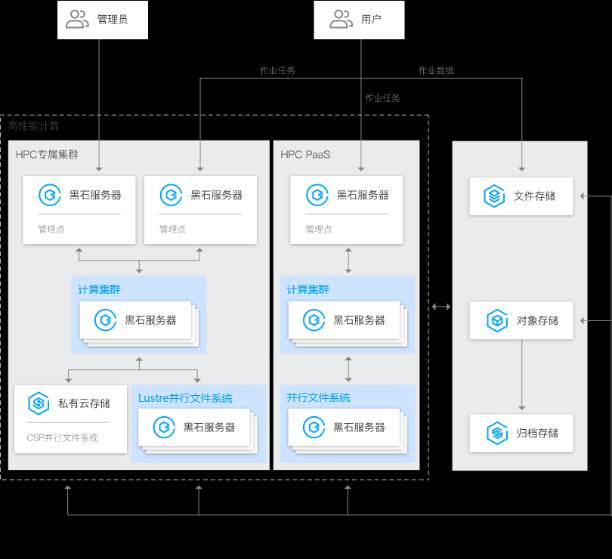 管理员
用户
作业任务
作业数据
作业任务
高性能计算
HPC专属集群
HPC PaaS
黑石服务器
管理点
黑石服务器
管理点
黑石服务器
管理点
文件存储
计算集群
黑石服务器
计算集群
黑石服务器
对象存储
私有云存储
CSP并行文件系统
Lustre并行文件系统
黑石服务器
并行文件系统
黑石服务器
归档存储